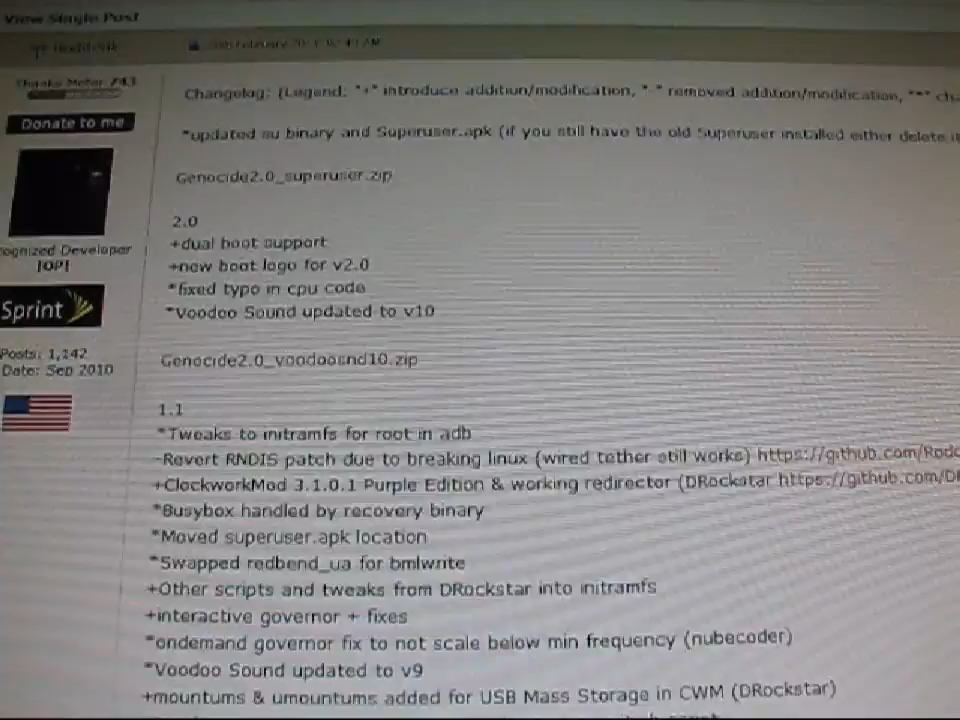 View Single Post
AM
Thanks Meter 743
Changelog: (Legend: "+" introduce addition/modification, "-" removed addition/modification, "*"
Donate to me
*updated su binary and Superuser.apk (if you still have the old Superuser installed either delete
Genocide2.0_superuser.zip
2.0
+dual boot support
ognized Developer
[OP]
+new boot logo for v2.0
*fixed typo in cpu code
Sprint
*Voodoo Sound updated to v10
Posts: 1,142
Date: Sep 2010
Genocide2.0_voodoosnd10.zip
1.1
*Tweaks to initramfs for root in adb
-Revert RNDIS patch due to breaking linux (wired tether still works) https://github.com/Rodd
+ClockworkMod 3.1.0.1 Purple Edition & working redirector (DRockstar https://github.com/DR
*Busybox handled by recovery binary
*Moved superuser.apk location
*Swapped redbend_ua for bmlwrite
+Other scripts and tweaks from DRockstar into initramfs
+interactive governor + fixes
*ondemand governor fix to not scale below min frequency (nubecoder)
*Voodoo Sound updated to v9
+mountums & umountums added for USB Mass Storage in CWM (DRockstar)